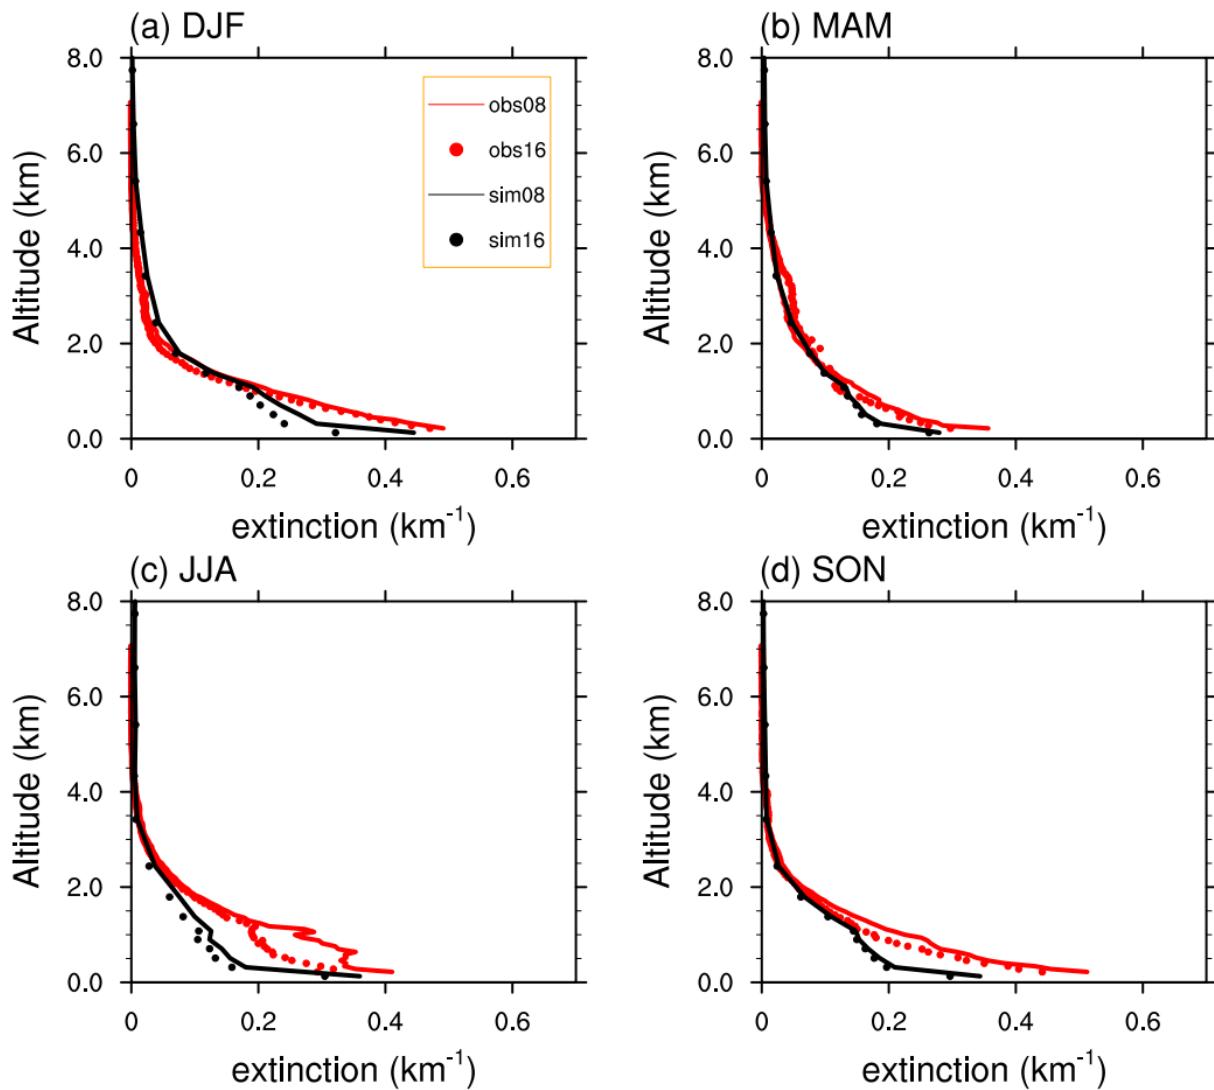 (a) DJF
8.0
6.0
4.0
2.0
0.0
Altitude (km)
obs08
obs16
sim08
sim16
0 0.2 0.4 0.6
extinction (km⁻¹)
(b) MAM
8.0
6.0
4.0
2.0
0.0
Altitude (km)
0 0.2 0.4 0.6
extinction (km⁻¹)
(c) JJA
8.0
6.0
4.0
2.0
0.0
Altitude (km)
0 0.2 0.4 0.6
extinction (km⁻¹)
(d) SON
8.0
6.0
4.0
2.0
0.0
Altitude (km)
0 0.2 0.4 0.6
extinction (km⁻¹)